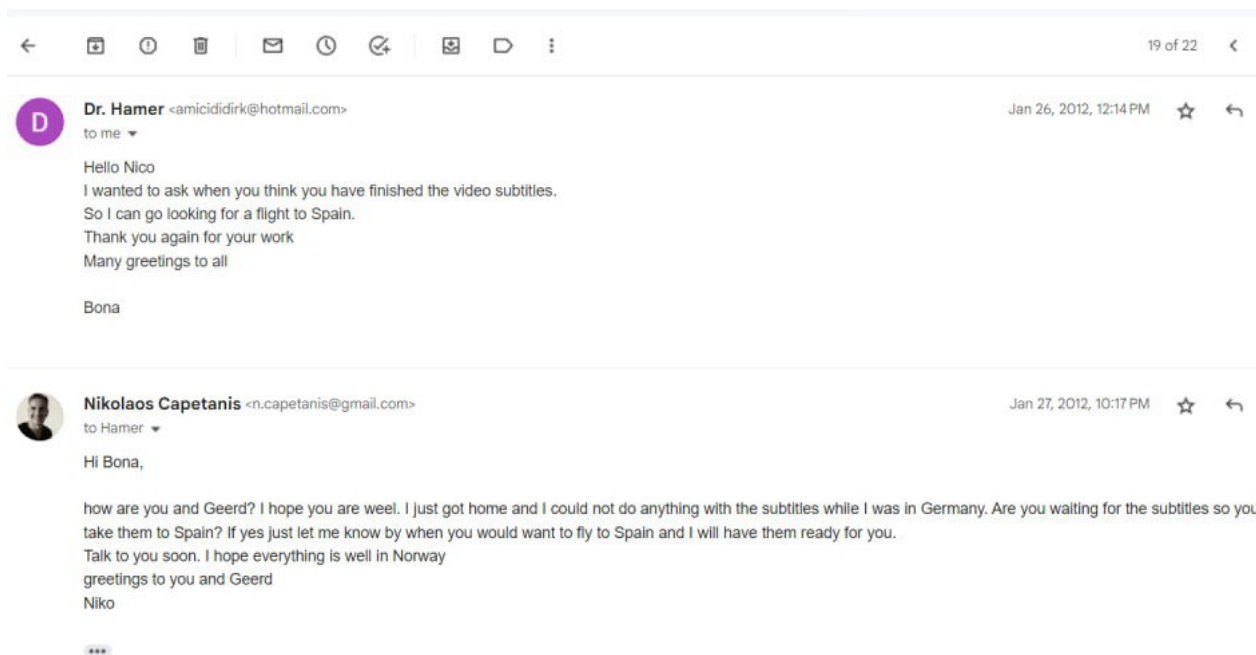 19 of 22
D
Dr. Hamer <amicididirk@hotmail.com>
Jan 26, 2012, 12:14 PM
to me
Hello Nico
I wanted to ask when you think you have finished the video subtitles.
So I can go looking for a flight to Spain.
Thank you again for your work
Many greetings to all
Bona
Nikolaos Capetanis <n.capetanis@gmail.com>
Jan 27, 2012, 10:17 PM
to Hamer
Hi Bona,
how are you and Geerd? I hope you are weel. I just got home and I could not do anything with the subtitles while I was in Germany. Are you waiting for the subtitles so you
take them to Spain? If yes just let me know by when you would want to fly to Spain and I will have them ready for you.
Talk to you soon. I hope everything is well in Norway
greetings to you and Geerd
Niko